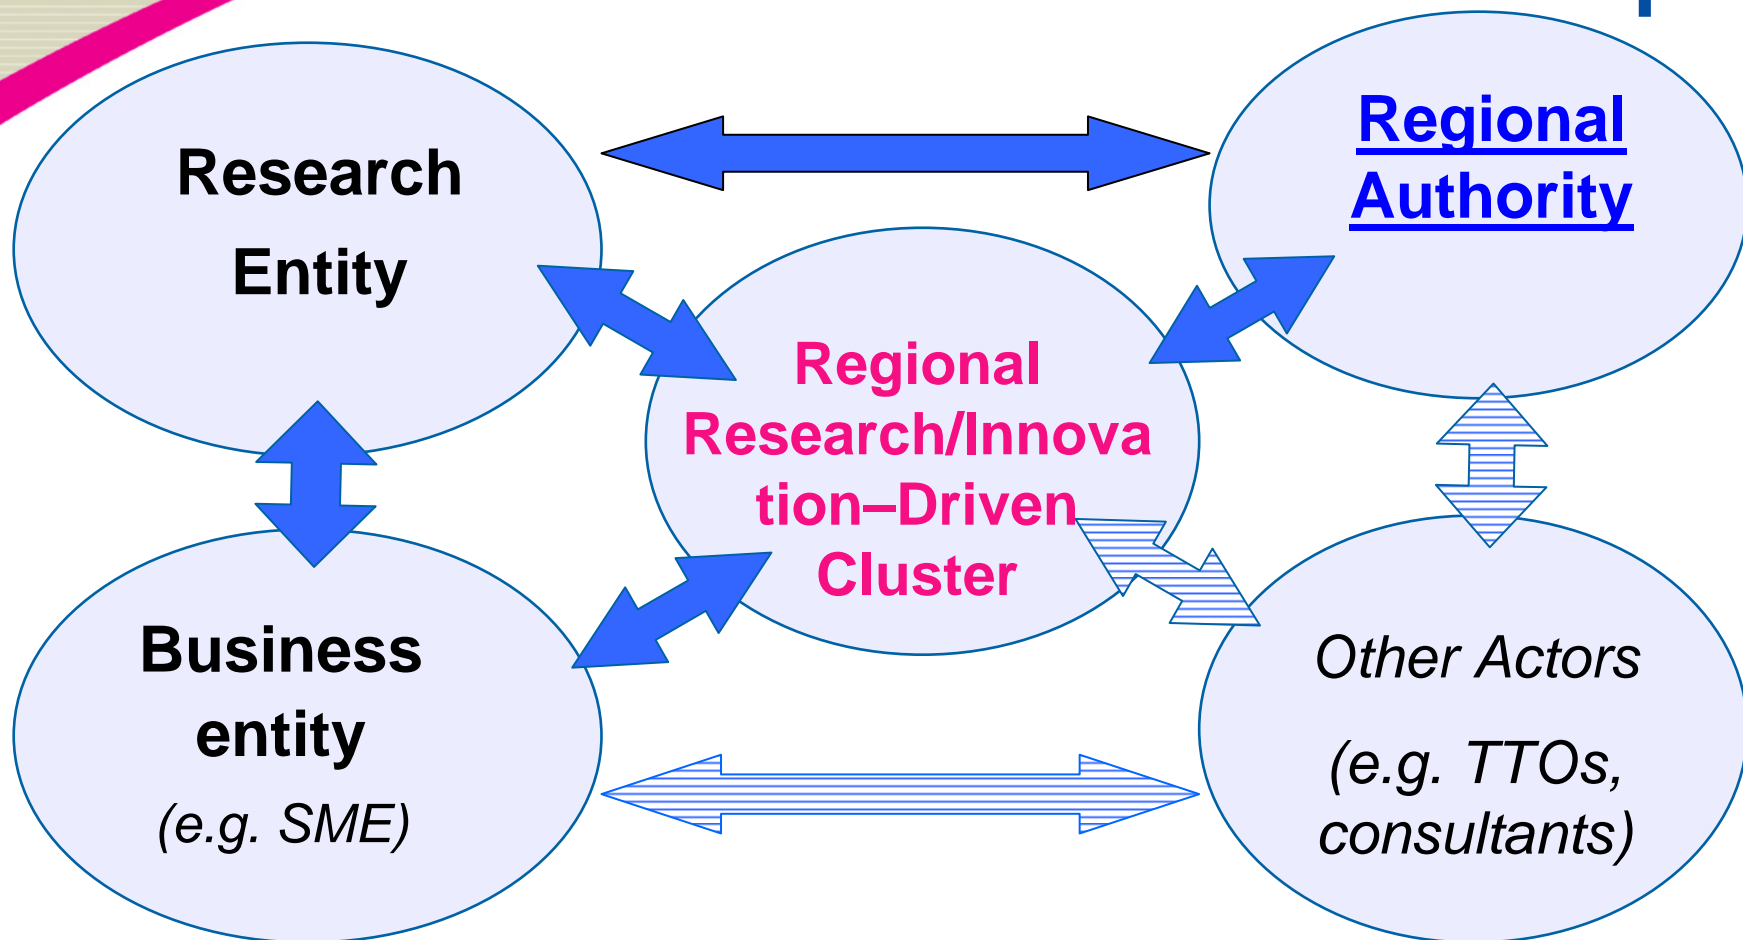 Research
Entity
Regional
Authority
Regional
Research/Innova
tion–Driven
Cluster
Business
entity
(e.g. SME)
Other Actors
(e.g. TTOs,
consultants)